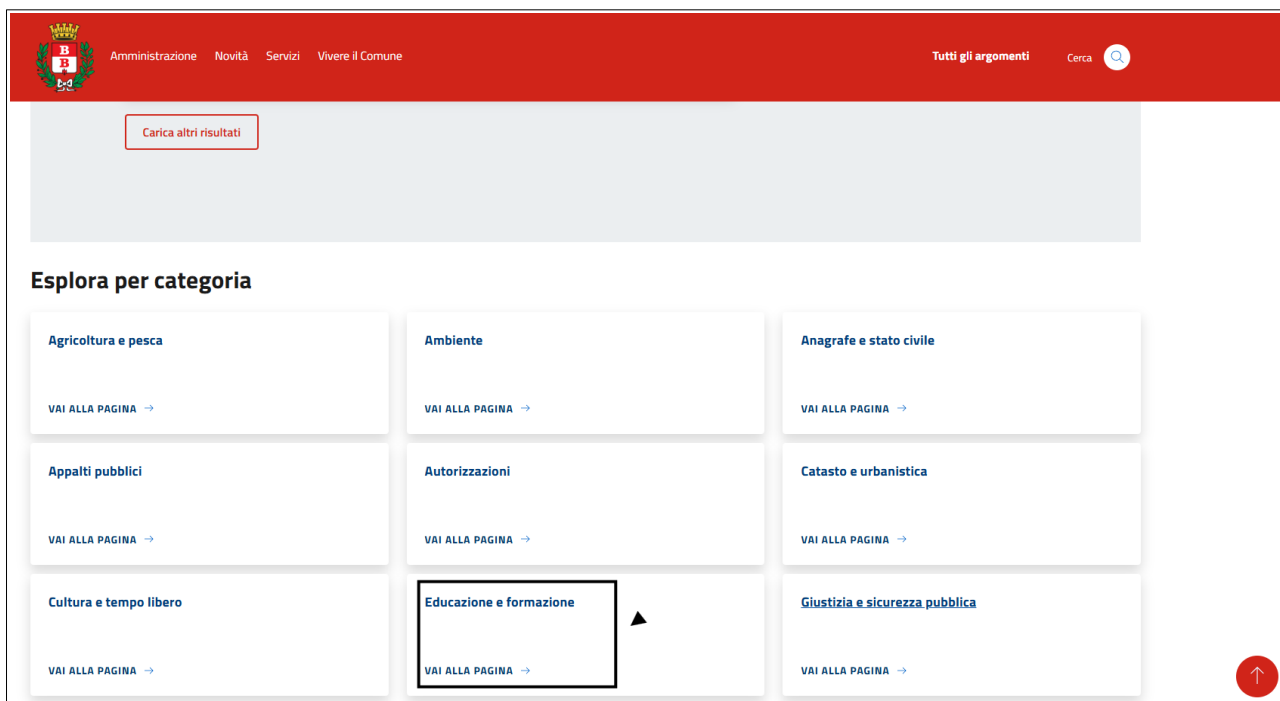 B
B
Amministrazione Novità Servizi Vivere il Comune Tutti gli argomenti Cerca
Carica altri risultati
Esplora per categoria
Agricoltura e pesca Ambiente Anagrafe e stato civile
VAI ALLA PAGINA → VAI ALLA PAGINA → VAI ALLA PAGINA →
Appalti pubblici Autorizzazioni Catasto e urbanistica
VAI ALLA PAGINA → VAI ALLA PAGINA → VAI ALLA PAGINA →
Cultura e tempo libero Educazione e formazione Giustizia e sicurezza pubblica
VAI ALLA PAGINA → VAI ALLA PAGINA → VAI ALLA PAGINA →